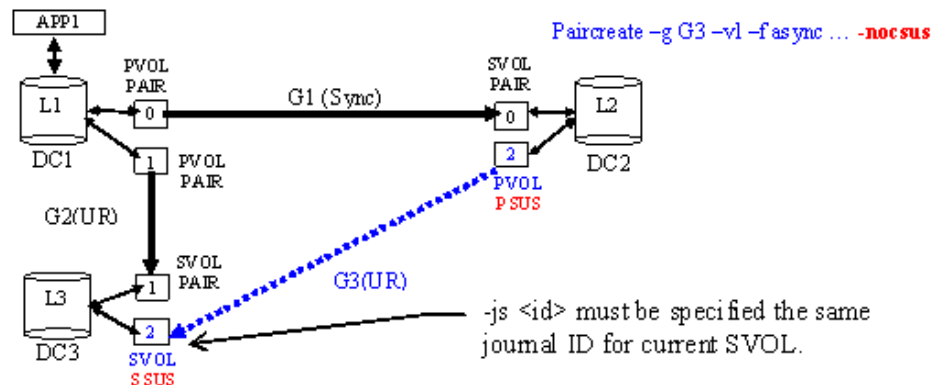 APP1
Paircreate –g G3 –vl –f async … -nocsus
PVOL
PAIR
SVOL
PAIR
L1
0
G1 (Sync)
0
L2
DC1
1
PVOL
PAIR
2
DC2
PVOL
PSUS
G2(UR)
SVOL
PAIR
L3
1
G3(UR)
-js <id> must be specified the same
journal ID for current SVOL.
2
DC3
SVOL
SSUS